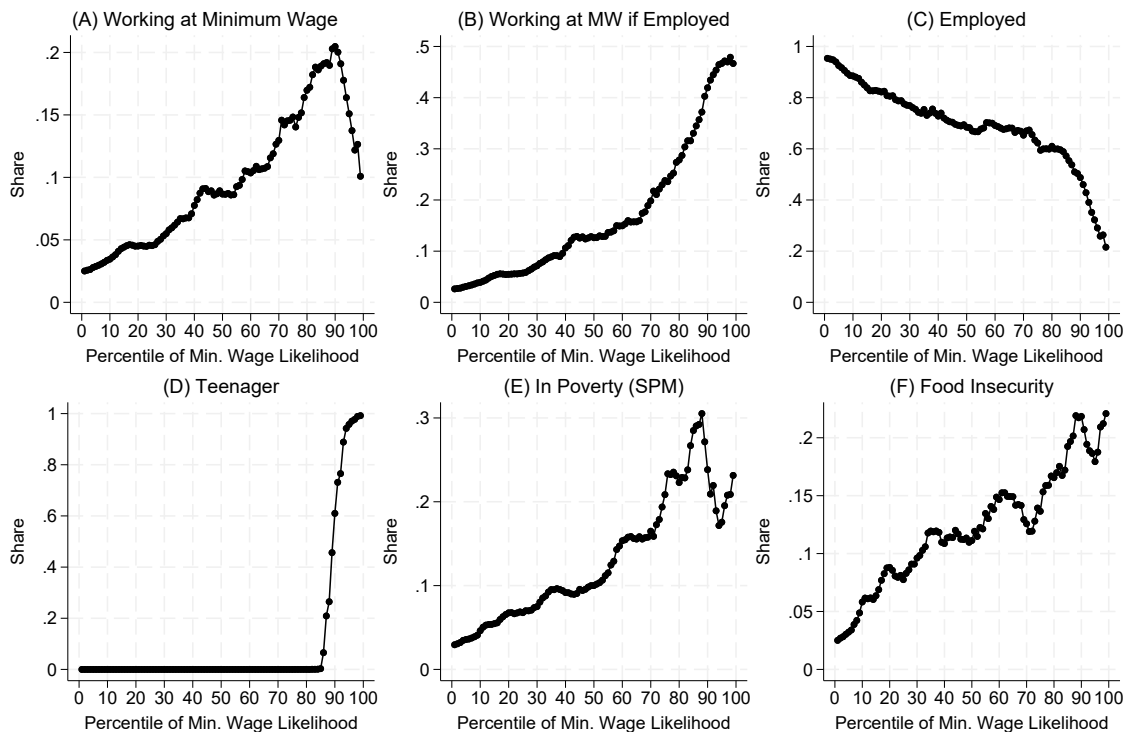 (A) Working at Minimum Wage
.2
.15
.1
.05
0
Share
0 10 20 30 40 50 60 70 80 90 100
Percentile of Min. Wage Likelihood
(B) Working at MW if Employed
.5
.4
.3
.2
.1
0
Share
0 10 20 30 40 50 60 70 80 90 100
Percentile of Min. Wage Likelihood
(C) Employed
1
.8
.6
.4
.2
0
Share
0 10 20 30 40 50 60 70 80 90 100
Percentile of Min. Wage Likelihood
(D) Teenager
1
.8
.6
.4
.2
0
Share
0 10 20 30 40 50 60 70 80 90 100
Percentile of Min. Wage Likelihood
(E) In Poverty (SPM)
.3
.2
.1
0
Share
0 10 20 30 40 50 60 70 80 90 100
Percentile of Min. Wage Likelihood
(F) Food Insecurity
.2
.15
.1
.05
0
Share
0 10 20 30 40 50 60 70 80 90 100
Percentile of Min. Wage Likelihood